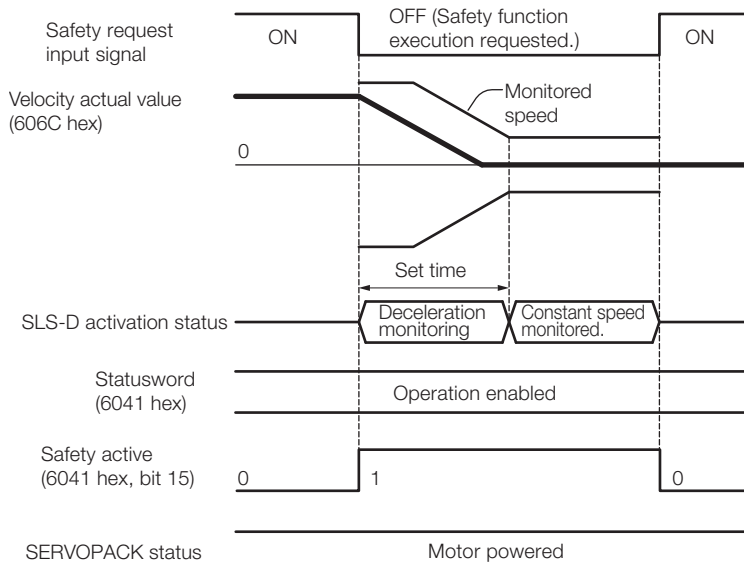 Safety request
input signal
ON
OFF (Safety function
execution requested.)
ON
Velocity actual value
(606C hex)
Monitored
speed
0
Set time
SLS-D activation status
Deceleration
monitoring
Constant speed
monitored.
Statusword
(6041 hex)
Operation enabled
Safety active
(6041 hex, bit 15)
0
1
0
SERVOPACK status
Motor powered